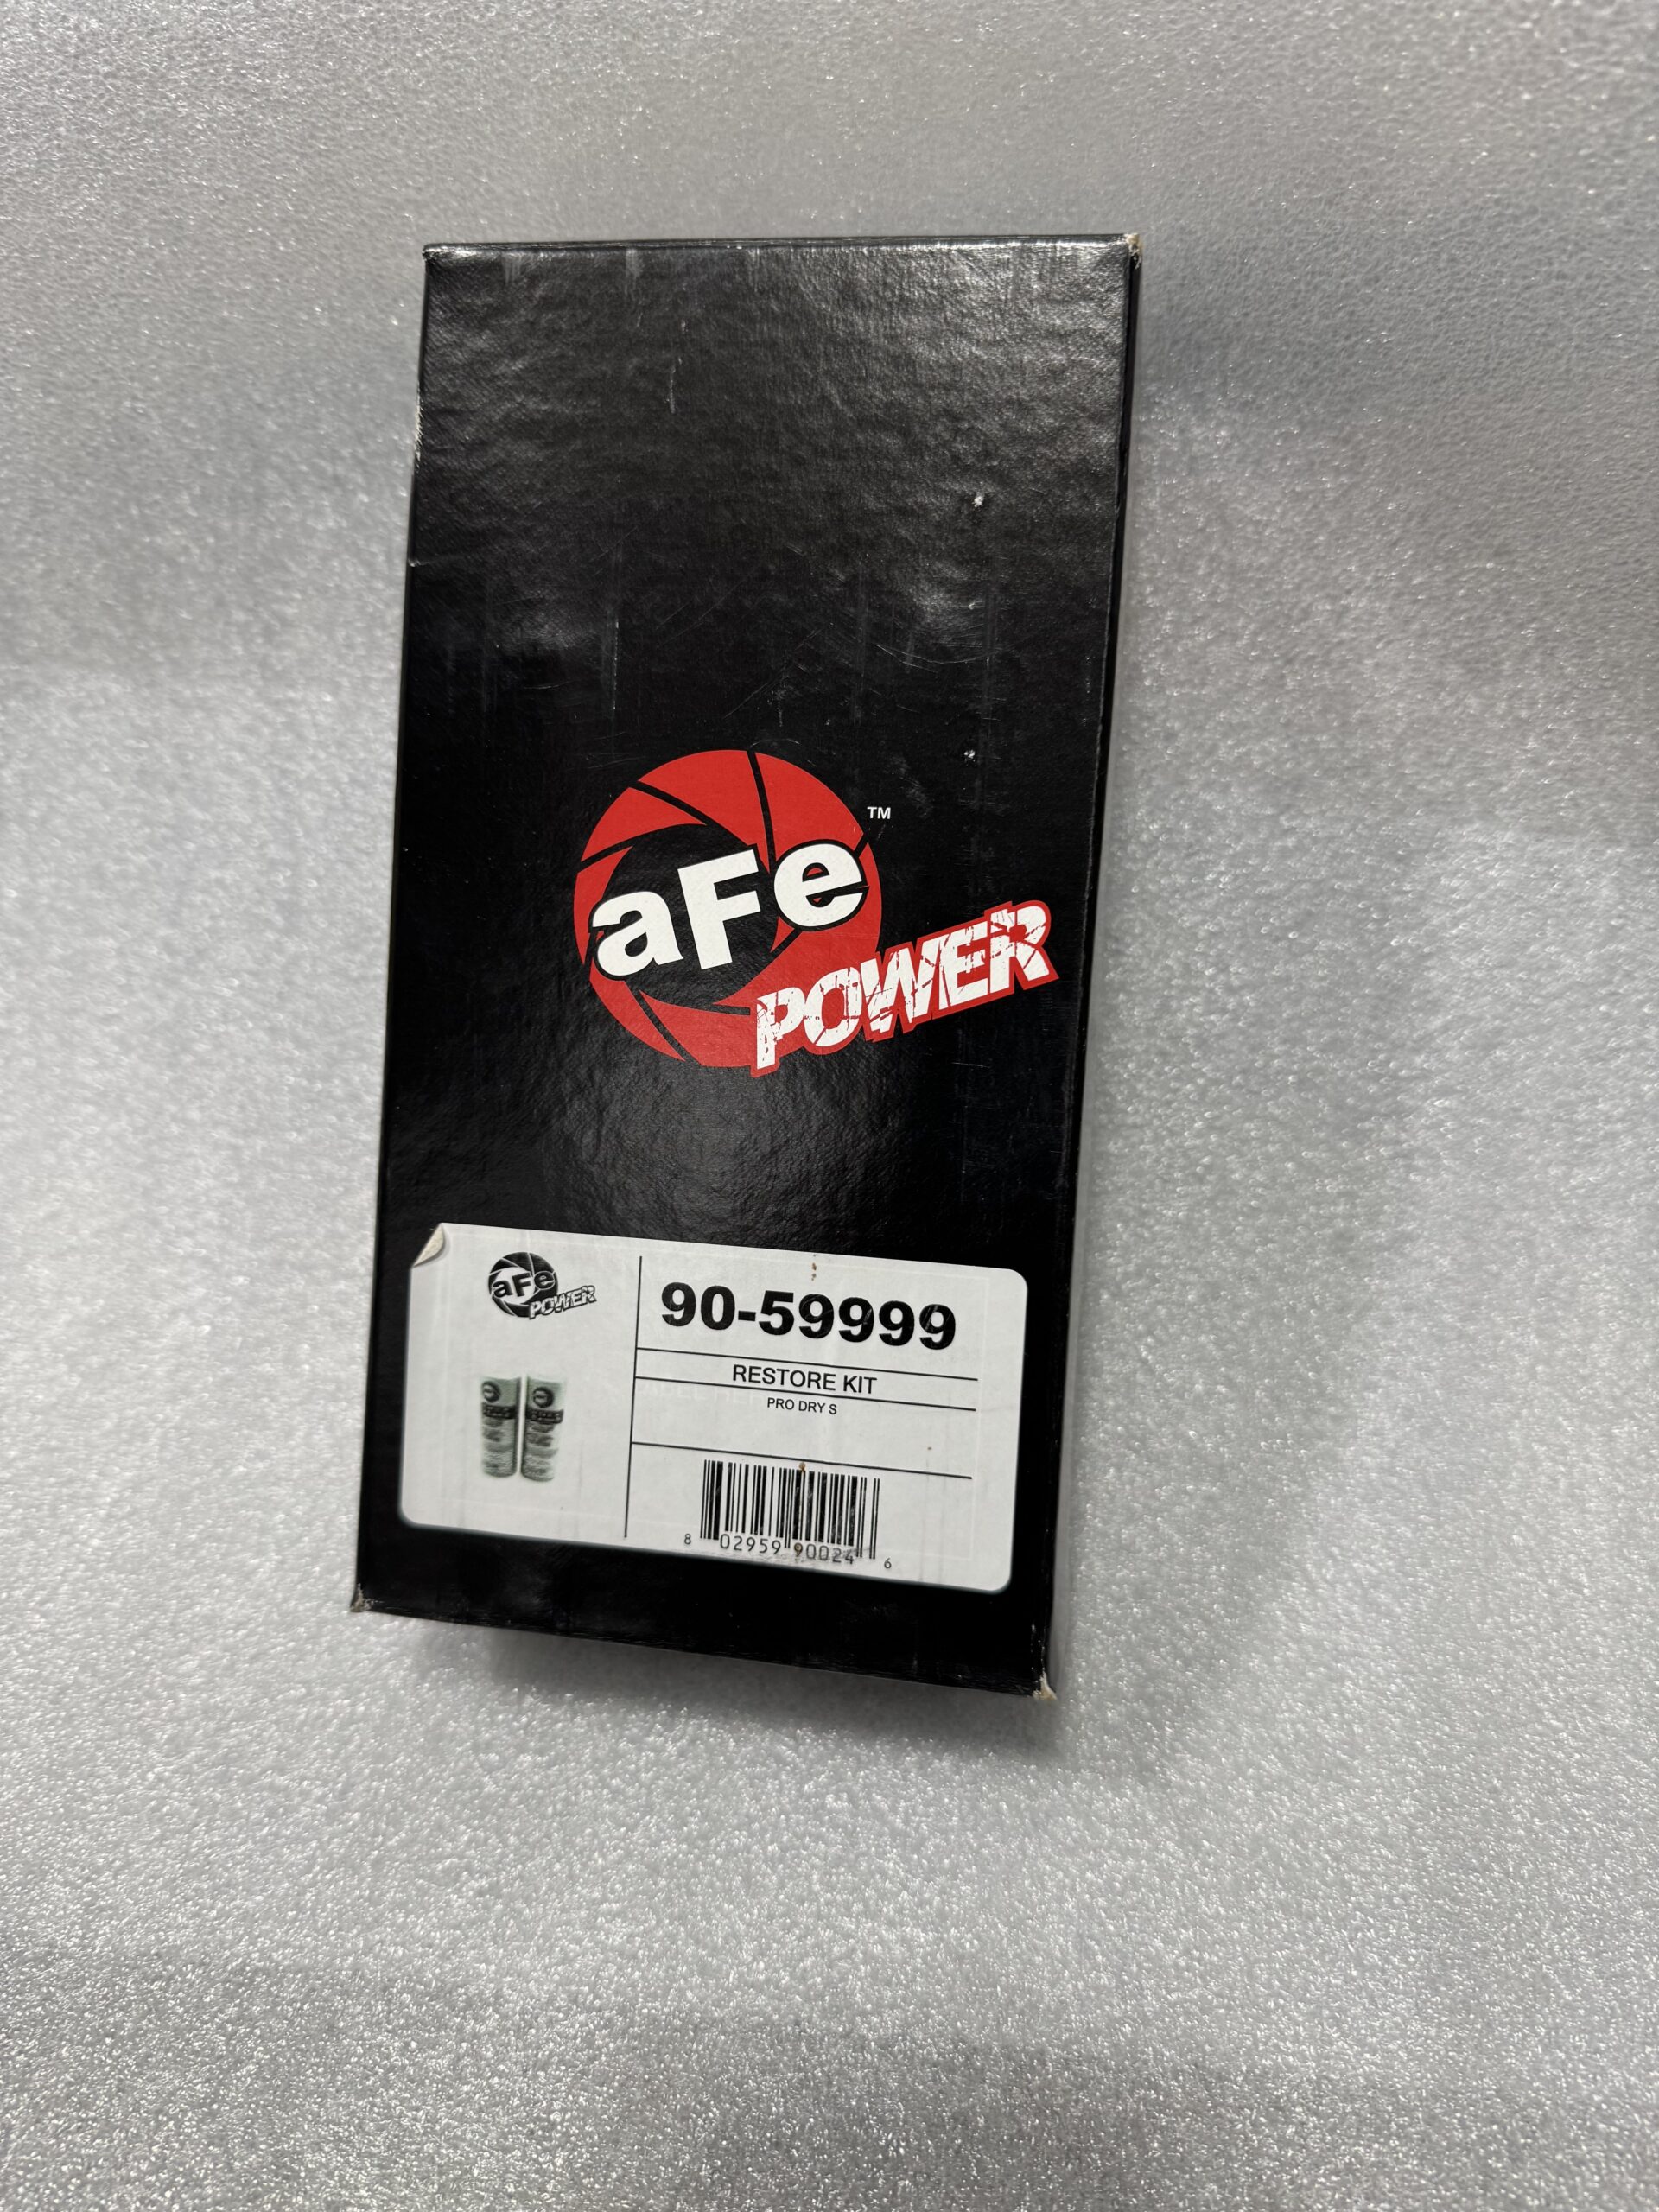 aFe
TM
POWER
aFe
POWER
90-59999
RESTORE KIT
PRO DRY S
8 02959 90024 6